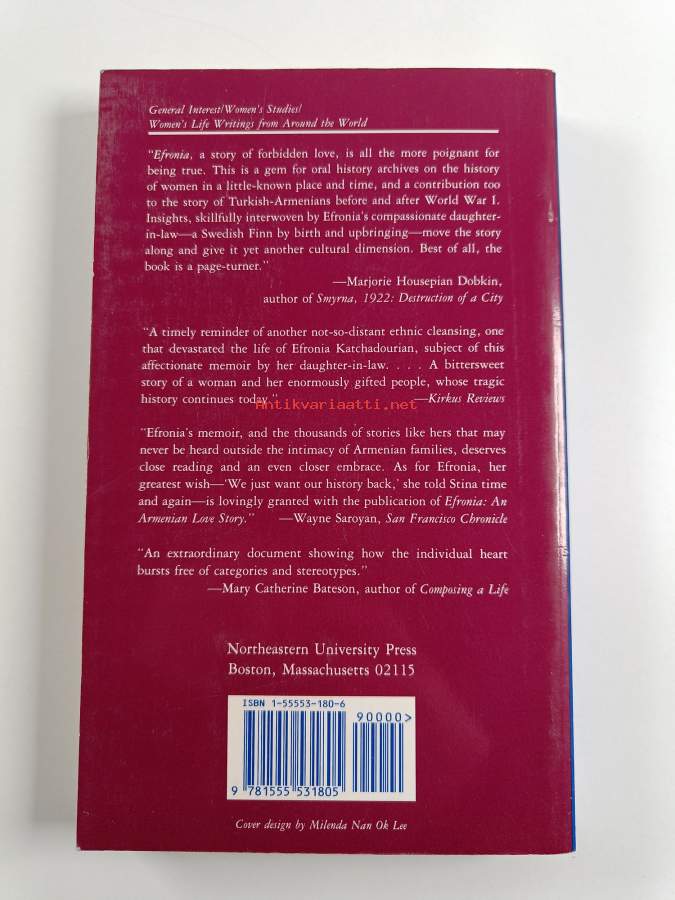 General Interest/Women's Studies/
Women's Life Writings from Around the World
"Efronia, a story of forbidden love, is all the more poignant for
being true. This is a gem for oral history archives on the history
of women in a little-known place and time, and a contribution too
to the story of Turkish-Armenians before and after World War I.
Insights, skillfully interwoven by Efronia's compassionate daughter-
in-law—a Swedish Finn by birth and upbringing—move the story
along and give it yet another cultural dimension. Best of all, the
book is a page-turner."
—Marjorie Housepian Dobkin,
author of Smyrna, 1922: Destruction of a City
"A timely reminder of another not-so-distant ethnic cleansing, one
that devastated the life of Efronia Katchadourian, subject of this
affectionate memoir by her daughter-in-law. . . . A bittersweet
story of a woman and her enormously gifted people, whose tragic
history continues today." —Kirkus Reviews
Antikvariaatti.net
"Efronia's memoir, and the thousands of stories like hers that may
never be heard outside the intimacy of Armenian families, deserves
close reading and an even closer embrace. As for Efronia, her
greatest wish—'We just want our history back,' she told Stina time
and again—is lovingly granted with the publication of Efronia: An
Armenian Love Story." —Wayne Saroyan, San Francisco Chronicle
"An extraordinary document showing how the individual heart
bursts free of categories and stereotypes."
—Mary Catherine Bateson, author of Composing a Life
Northeastern University Press
Boston, Massachusetts 02115
ISBN 1-55553-180-6
90000>
9 781555 531805
Cover design by Milenda Nan Ok Lee